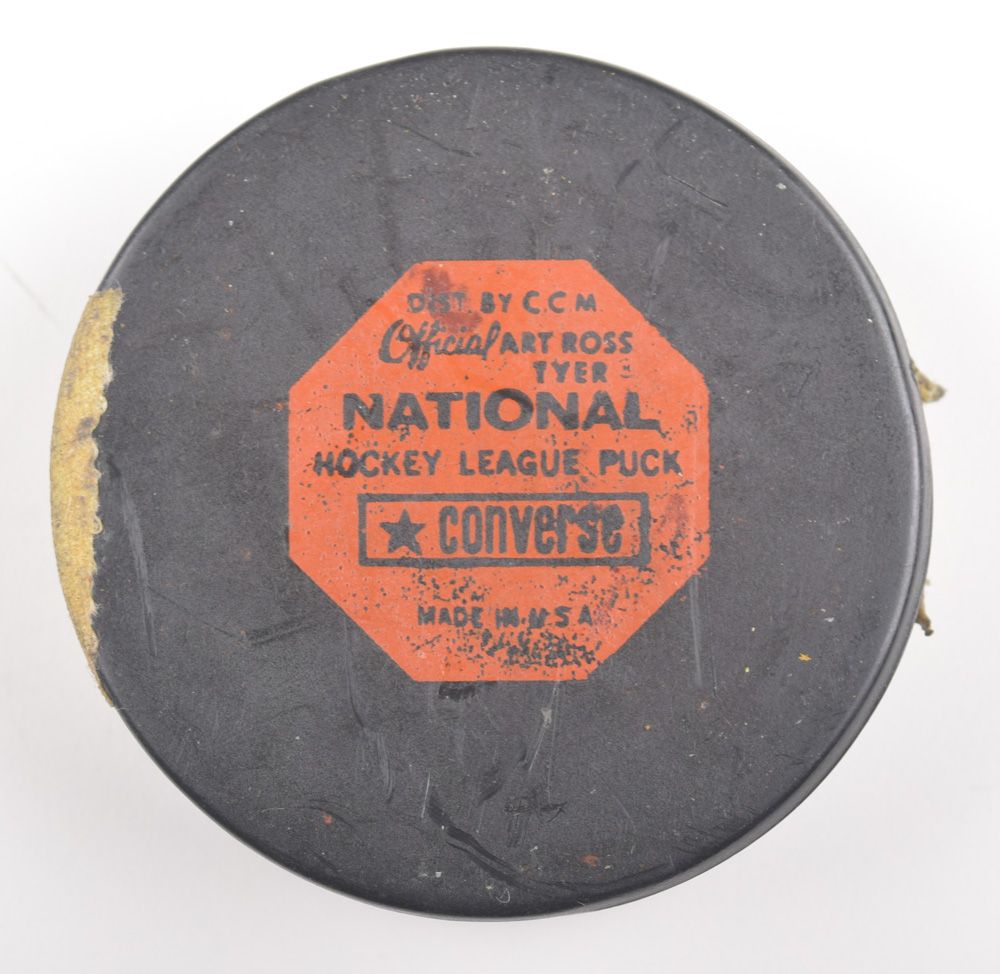 DIST. BY C.C.M.
Official ART ROSS
TYER
NATIONAL
HOCKEY LEAGUE PUCK
★ CONVERSE
MADE IN U.S.A